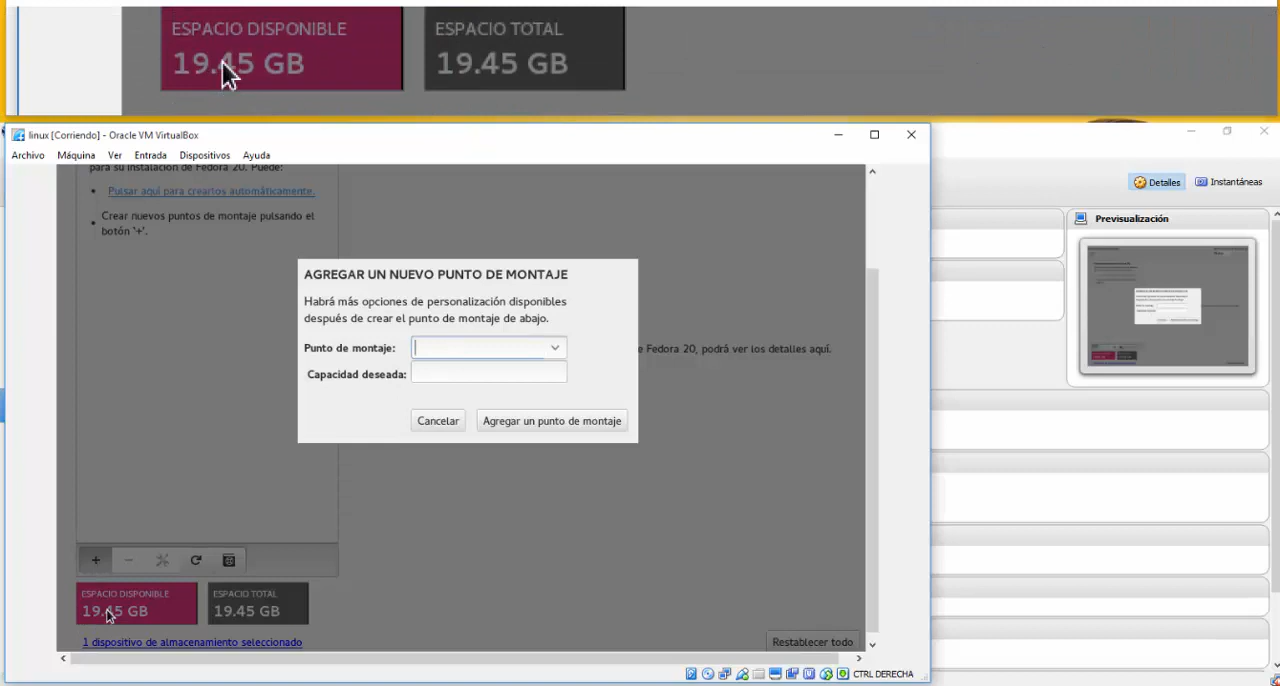 ESPACIO DISPONIBLE
19.45 GB
ESPACIO TOTAL
19.45 GB
linux [Corriendo] - Oracle VM VirtualBox
Archivo Máquina Ver Entrada Dispositivos Ayuda
para su instalación de Fedora 20. Puede:
Pulsar aquí para crearlos automáticamente.
Crear nuevos puntos de montaje pulsando el
botón '+'.
AGREGAR UN NUEVO PUNTO DE MONTAJE
Habrá más opciones de personalización disponibles
después de crear el punto de montaje de abajo.
Punto de montaje:
Capacidad deseada:
Cancelar Agregar un punto de montaje
e Fedora 20, podrá ver los detalles aquí.
ESPACIO DISPONIBLE
19.45 GB
ESPACIO TOTAL
19.45 GB
1 dispositivo de almacenamiento seleccionado
Restablecer todo
CTRL DERECHA
Detalles Instantáneas
Previsualización